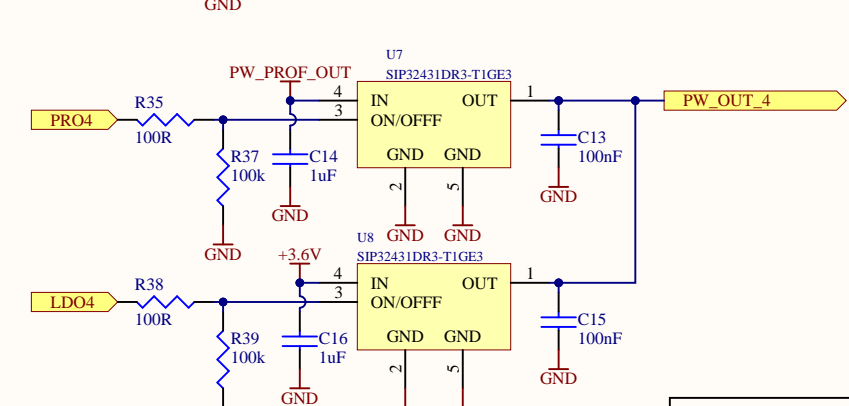 GND
U7
SIP32431DR3-T1GE3
PW_PROF_OUT
4
IN
OUT
1
PW_OUT_4
PRO4
R35
100R
3
ON/OFFF
R37
100k
C14
1uF
GND
GND
C13
100nF
2
5
GND
GND
GND
GND
GND
U8
SIP32431DR3-T1GE3
+3.6V
4
IN
OUT
1
LDO4
R38
100R
3
ON/OFFF
R39
100k
C16
1uF
GND
GND
C15
100nF
2
5
GND
GND